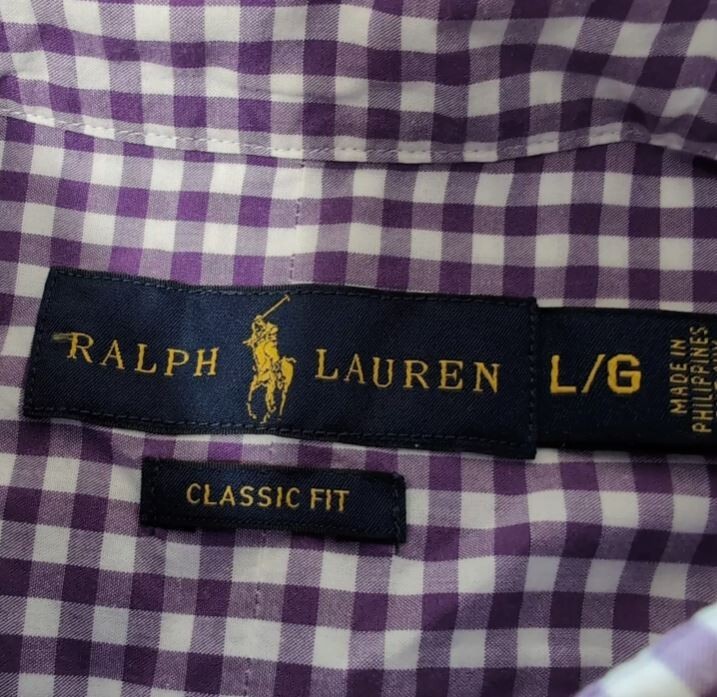 RALPH LAUREN
L/G
MADE IN
PHILIPPINES
CLASSIC FIT